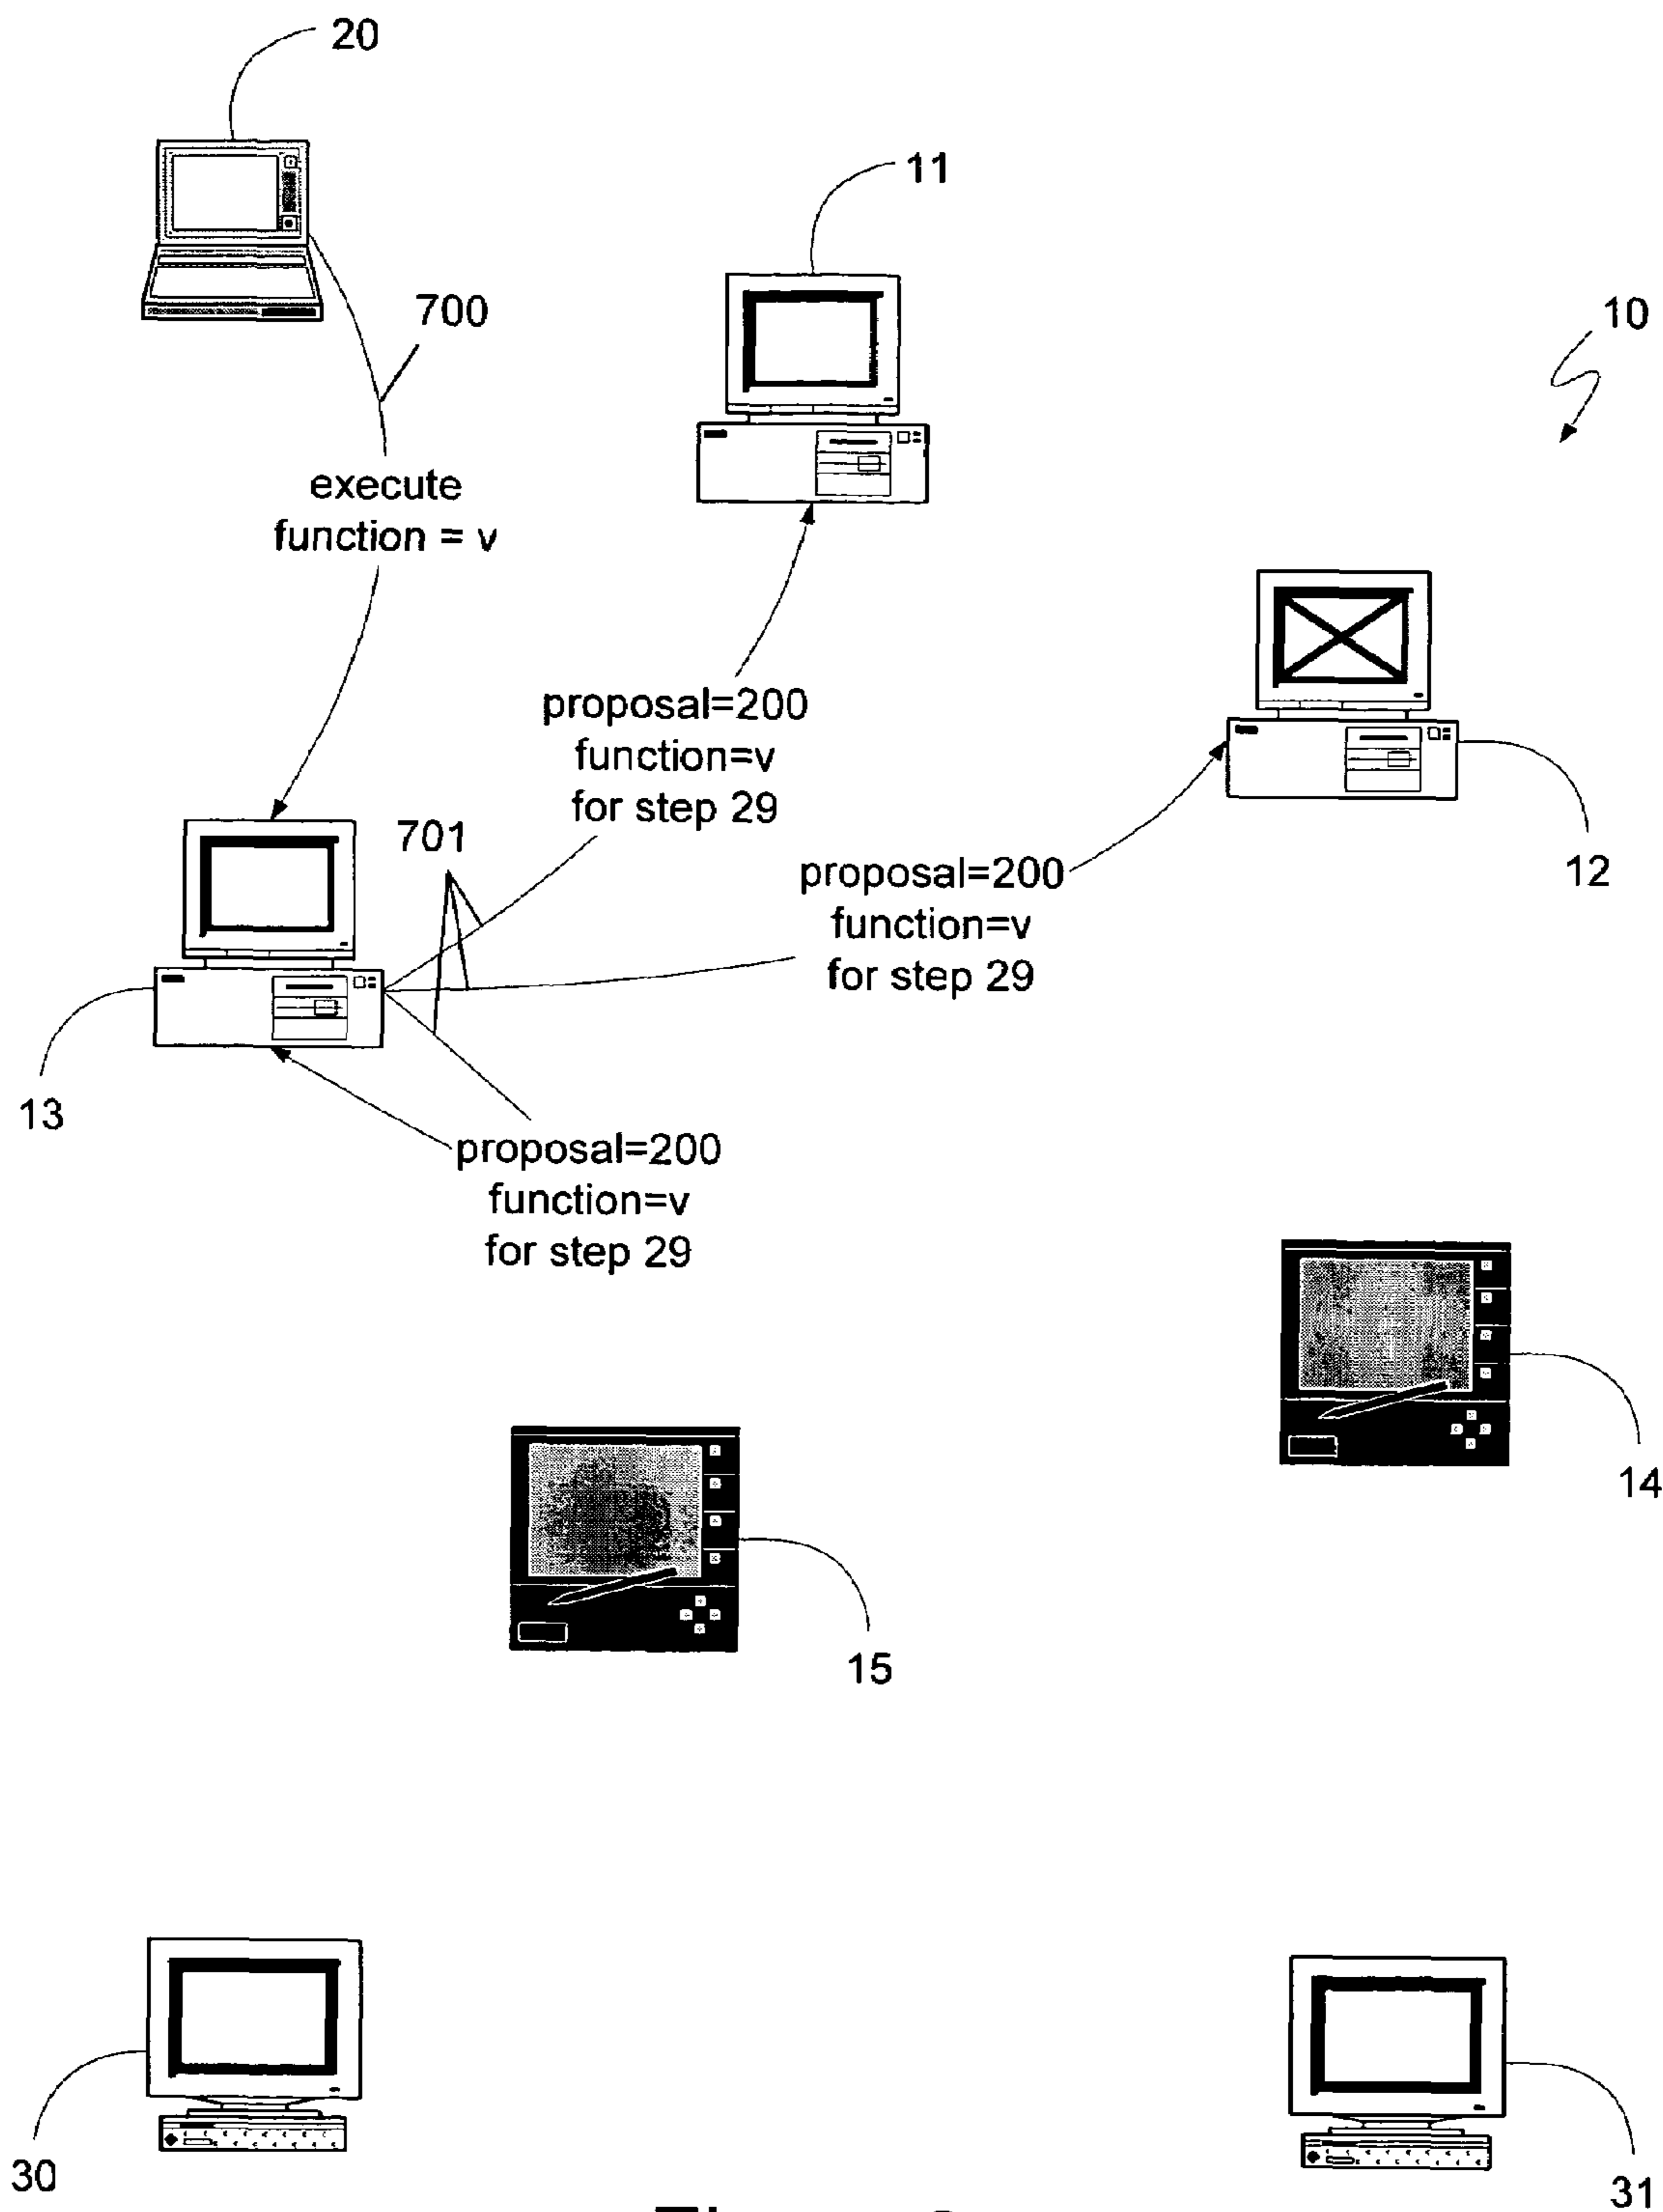 20
11
10
700
execute
function = v
12
proposal=200
function=v
for step 29
701
proposal=200
function=v
for step 29
13
proposal=200
function=v
for step 29
14
15
30
31